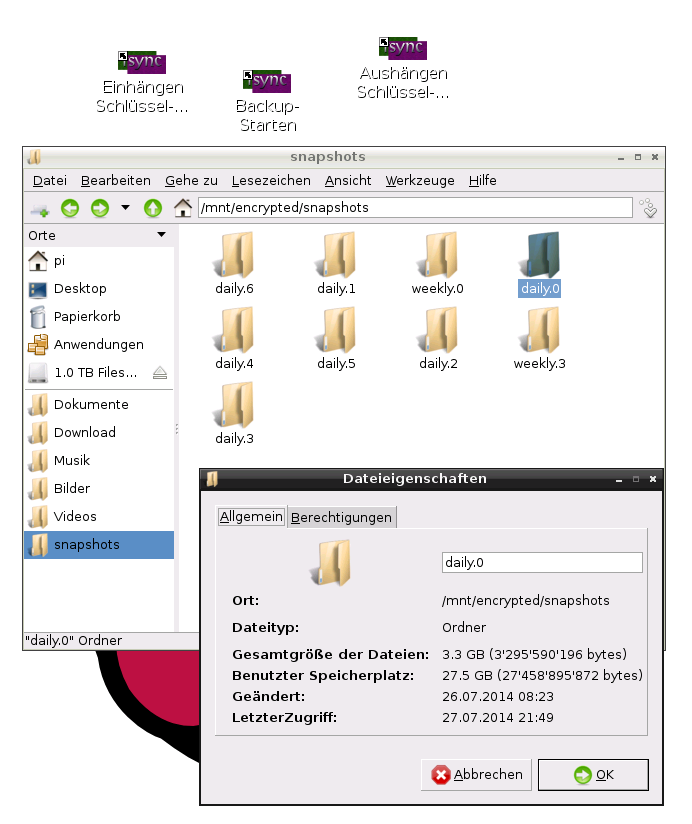 sync
Einhängen
Schlüssel-...
sync
Backup-
Starten
sync
Aushängen
Schlüssel-...
snapshots
Datei Bearbeiten Gehe zu Lesezeichen Ansicht Werkzeuge Hilfe
/mnt/encrypted/snapshots
Orte
pi
Desktop
Papierkorb
Anwendungen
1.0 TB Files...
Dokumente
Download
Musik
Bilder
Videos
snapshots
daily.6 daily.1 weekly.0 daily.0
daily.4 daily.5 daily.2 weekly.3
daily.3
"daily.0" Ordner
Dateieigenschaften
Allgemein Berechtigungen
daily.0
Ort: /mnt/encrypted/snapshots
Dateityp: Ordner
Gesamtgröße der Dateien: 3.3 GB (3'295'590'196 bytes)
Benutzter Speicherplatz: 27.5 GB (27'458'895'872 bytes)
Geändert: 26.07.2014 08:23
LetzterZugriff: 27.07.2014 21:49
Abbrechen OK